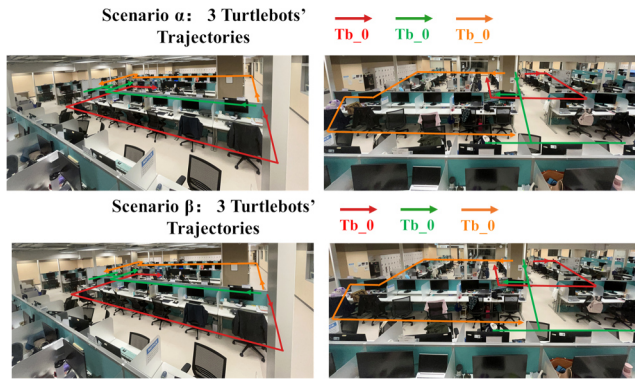 Scenario α: 3 Turtlebots'
Trajectories
Tb_0 Tb_0 Tb_0
Scenario β: 3 Turtlebots'
Trajectories
Tb_0 Tb_0 Tb_0